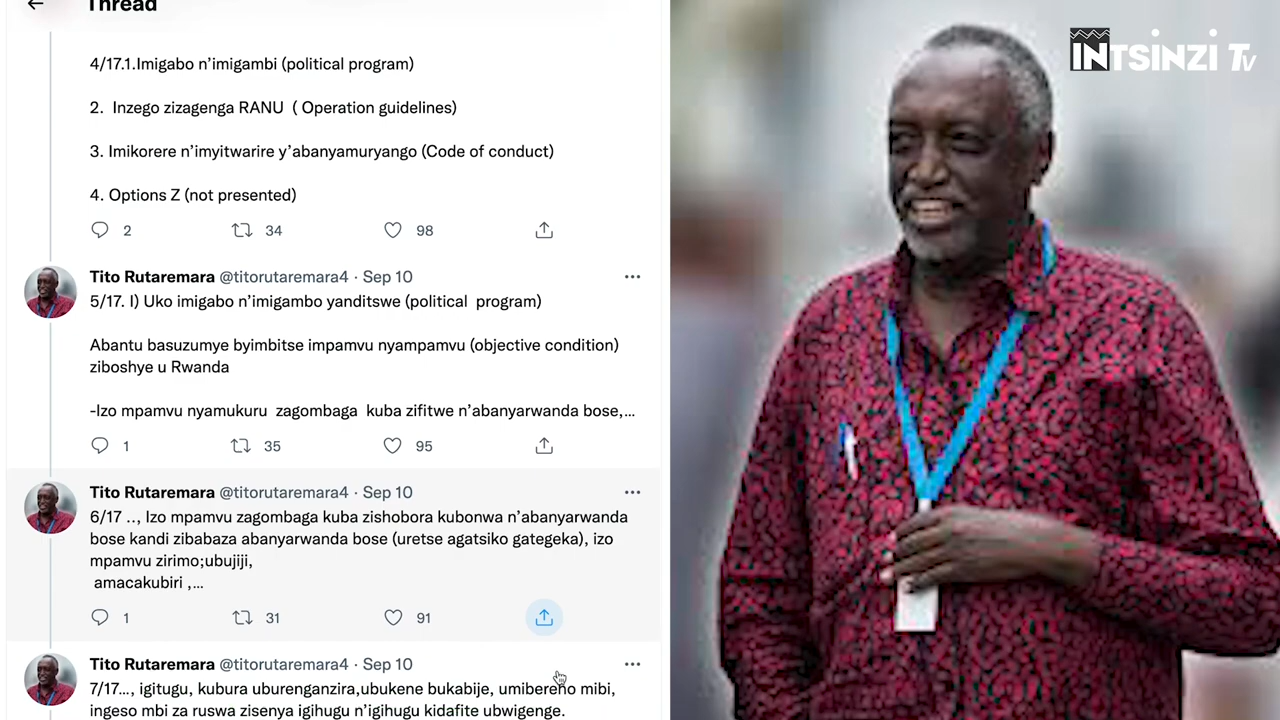 Thread
4/17.1.Imigabo n’imigambi (political program)
2.  Inzego zizagenga RANU  ( Operation guidelines)
3. Imikorere n’imyitwarire y’abanyamuryango (Code of conduct)
4. Options Z (not presented)
2 34 98
Tito Rutaremara @titorutaremara4 · Sep 10
5/17. I) Uko imigabo n’imigambo yanditswe (political  program)
Abantu basuzumye byimbitse impamvu nyampamvu (objective condition)
ziboshye u Rwanda
-Izo mpamvu nyamukuru  zagombaga  kuba zifitwe n’abanyarwanda bose,...
1 35 95
Tito Rutaremara @titorutaremara4 · Sep 10
6/17 .., Izo mpamvu zagombaga kuba zishobora kubonwa n’abanyarwanda
bose kandi zibabaza abanyarwanda bose (uretse agatsiko gategeka), izo
mpamvu zirimo;ubujiji,
amacakubiri ,...
1 31 91
Tito Rutaremara @titorutaremara4 · Sep 10
7/17..., igitugu, kubura uburenganzira,ubukene bukabije, umibereho mibi,
ingeso mbi za ruswa zisenya igihugu n’igihugu kidafite ubwigenge.
INTSINZI TV